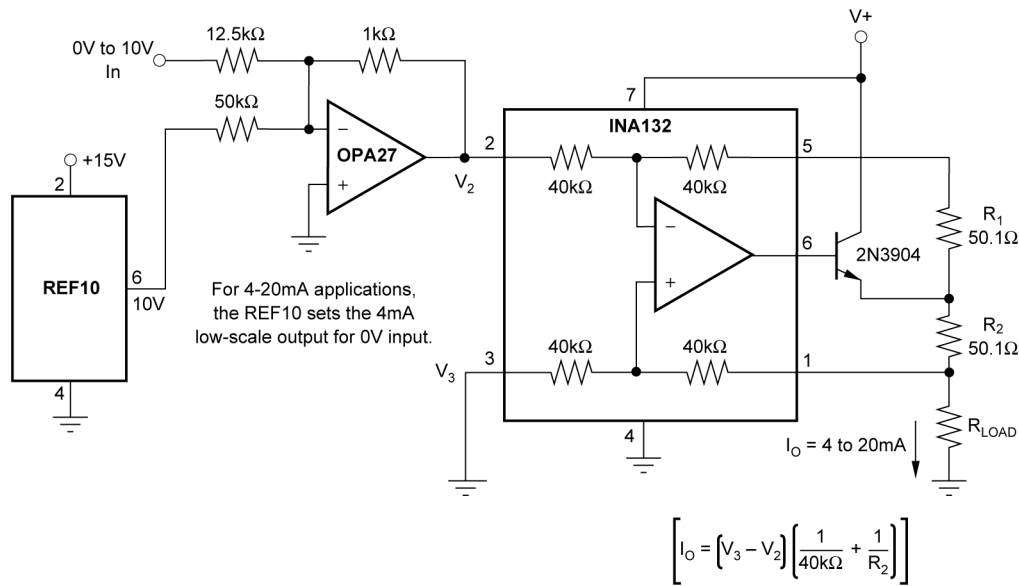 V+
12.5kΩ
1kΩ
0V to 10V
In
50kΩ
7
INA132
–
OPA27
+
2
5
V2
40kΩ
40kΩ
+15V
2
R1
50.1Ω
–
6
2N3904
+
REF10
6
10V
For 4-20mA applications,
the REF10 sets the 4mA
low-scale output for 0V input.
R2
50.1Ω
40kΩ
40kΩ
3
1
V3
4
4
RLOAD
IO = 4 to 20mA
[IO = (V3 – V2) (1/40kΩ + 1/R2)]